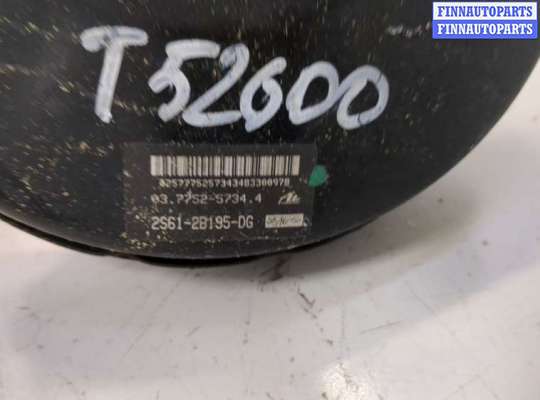 FINNAUTOPARTS
FINNAUTOPARTS
T52600
03.7752-5734.4
2S61-2B195-DG